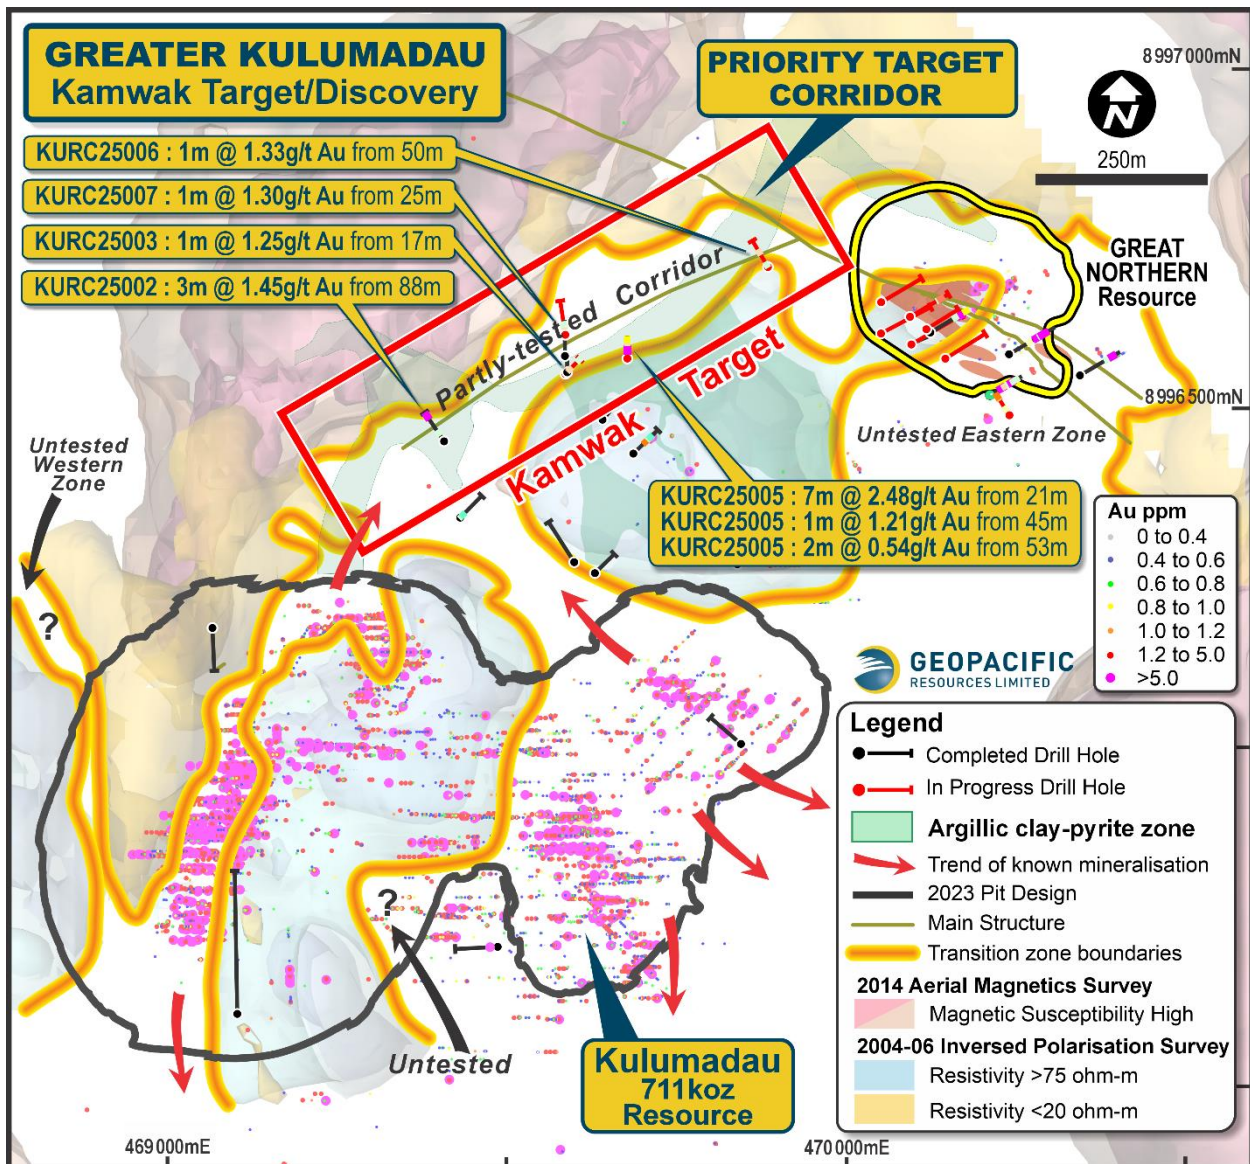 GREATER KULUMADAU
Kamwak Target/Discovery
PRIORITY TARGET
CORRIDOR
8 997 000mN
N
250m
KURC25006 : 1m @ 1.33g/t Au from 50m
KURC25007 : 1m @ 1.30g/t Au from 25m
KURC25003 : 1m @ 1.25g/t Au from 17m
KURC25002 : 3m @ 1.45g/t Au from 88m
GREAT
NORTHERN
Resource
Partly-tested Corridor
Kamwak Target
8 996 500mN
Untested Eastern Zone
Untested
Western
Zone
?
KURC25005 : 7m @ 2.48g/t Au from 21m
KURC25005 : 1m @ 1.21g/t Au from 45m
KURC25005 : 2m @ 0.54g/t Au from 53m
Au ppm
0 to 0.4
0.4 to 0.6
0.6 to 0.8
0.8 to 1.0
1.0 to 1.2
1.2 to 5.0
>5.0
GEOPACIFIC
RESOURCES LIMITED
Legend
Completed Drill Hole
In Progress Drill Hole
Argillic clay-pyrite zone
Trend of known mineralisation
2023 Pit Design
Main Structure
Transition zone boundaries
2014 Aerial Magnetics Survey
Magnetic Susceptibility High
2004-06 Inversed Polarisation Survey
Resistivity >75 ohm-m
Resistivity <20 ohm-m
?
Untested
Kulumadau
711koz
Resource
469 000mE
470 000mE